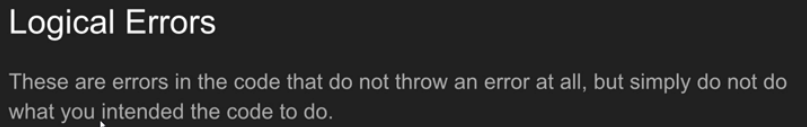 Logical Errors
These are errors in the code that do not throw an error at all, but simply do not do
what you intended the code to do.